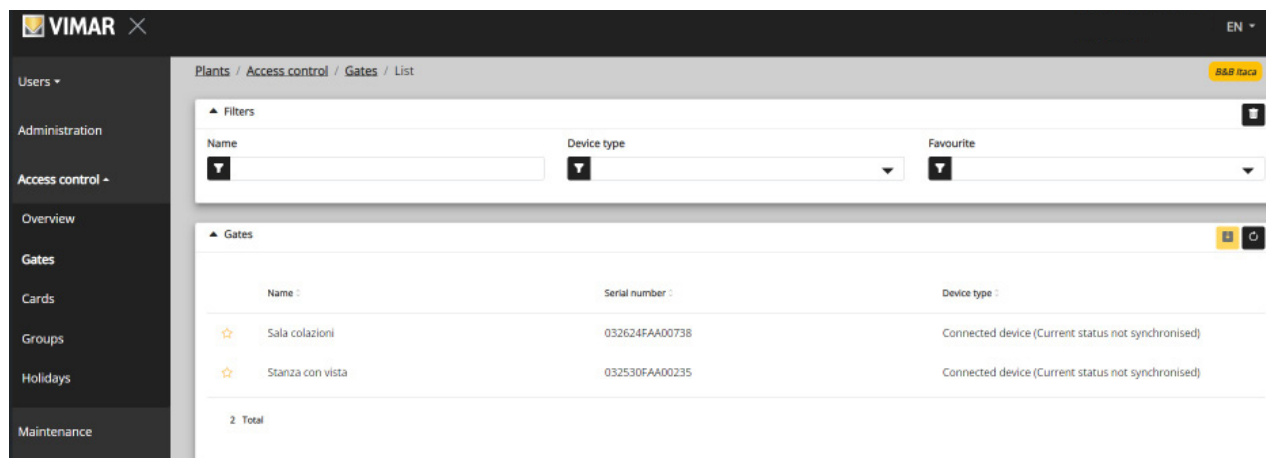 VIMAR
EN
Users
Administration
Access control
Overview
Gates
Cards
Groups
Holidays
Maintenance
Plants / Access control / Gates / List
B&B Itaca
Filters
Name Device type Favourite
Gates
Name Serial number Device type
Sala colazioni 032624FAA00738 Connected device (Current status not synchronised)
Stanza con vista 032530FAA00235 Connected device (Current status not synchronised)
2 Total